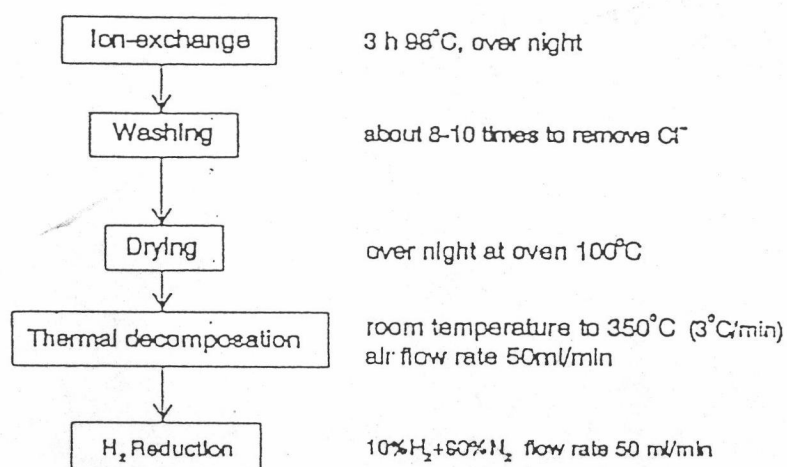 Ion-exchange 3 h 98°C, over night
Washing about 8-10 times to remove Cl⁻
Drying over night at oven 100°C
Thermal decomposation room temperature to 350°C (3°C/min)
air flow rate 50ml/min
H₂ Reduction 10%H₂+90%N₂ flow rate 50 ml/min